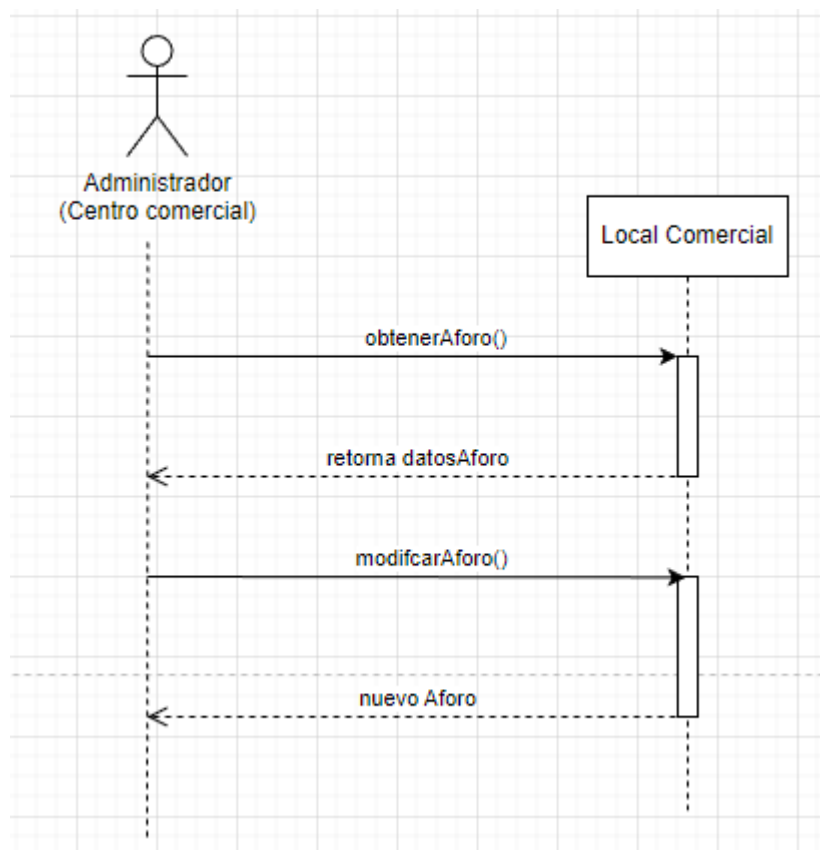 Administrador
(Centro comercial)
Local Comercial
obtenerAforo()
retorna datosAforo
modifcarAforo()
nuevo Aforo